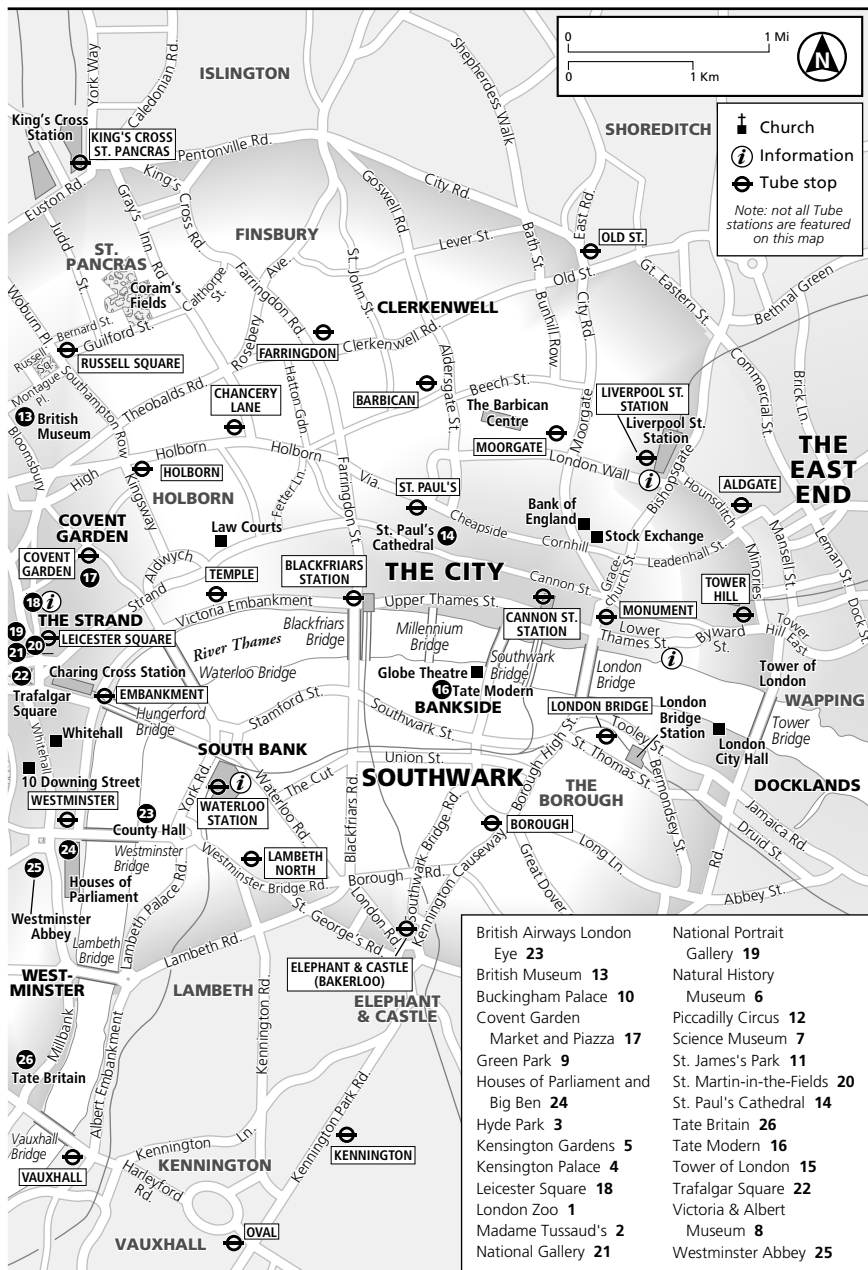 0 1 Mi
0 1 Km
N
Church
Information
Tube stop
Note: not all Tube
stations are featured
on this map
York Way
Caledonian Rd.
ISLINGTON
Shepherdess Walk
SHOREDITCH
King's Cross
Station
KING'S CROSS
ST. PANCRAS
Pentonville Rd.
Euston Rd.
King's Cross Rd.
Gray's Inn Rd.
Judd St.
Goswell Rd.
City Rd.
East Rd.
FINSBURY
Lever St.
Bath St.
OLD ST.
ST.
PANCRAS
Ave.
St. John St.
Old St.
Gt. Eastern St.
Coram's
Fields
Calthorpe
St.
Farringdon Rd.
CLERKENWELL
Bunhill Row
City Rd.
Bethnal Green
Woburn Pl.
Bernard St.
Guilford St.
Rosebery
FARRINGDON
Clerkenwell Rd.
Russell
Sq.
RUSSELL SQUARE
Montague
Pl.
Southampton Row
Theobalds Rd.
Hatton Gdn.
BARBICAN
Aldersgate St.
Beech St.
Commercial St.
Brick Ln.
CHANCERY
LANE
The Barbican
Centre
Moorgate
LIVERPOOL ST.
STATION
Liverpool St.
Station
13 British
Museum
Bloomsbury
MOORGATE
THE
EAST
END
High
Holborn
Holborn
Via.
London Wall
HOLBORN
Kingsway
HOLBORN
Fetter Ln.
Farringdon St.
ST. PAUL'S
Bishopsgate
Hounsditch
ALDGATE
COVENT
GARDEN
Law Courts
St. Paul's
Cathedral 14
Cheapside
Bank of
England
Stock Exchange
Cornhill
Leadenhall St.
Minories
Mansell St.
Leman St.
COVENT
GARDEN
17
Aldwych
BLACKFRIARS
STATION
THE CITY
Cannon St.
Grace-
church St.
TOWER
HILL
Dock St.
18
Strand
TEMPLE
Victoria Embankment
Upper Thames St.
CANNON ST.
STATION
MONUMENT
THE STRAND
19
20
21
LEICESTER SQUARE
River Thames
Blackfriars
Bridge
Millennium
Bridge
Southwark
Bridge
Lower
Thames St.
Byward
St.
Tower
Hill East
22
Charing Cross Station
Waterloo Bridge
Globe Theatre
London
Bridge
Tower of
London
Trafalgar
Square
EMBANKMENT
16 Tate Modern
BANKSIDE
LONDON BRIDGE
London
Bridge
Station
WAPPING
Hungerford
Bridge
Stamford St.
Southwark St.
Tooley St.
Tower
Bridge
Whitehall
Whitehall
SOUTH BANK
Union St.
St. Thomas St.
London
City Hall
10 Downing Street
York Rd.
The Cut
SOUTHWARK
Borough High St.
THE
BOROUGH
Bermondsey St.
DOCKLANDS
WESTMINSTER
23
County Hall
WATERLOO
STATION
Waterloo Rd.
Blackfriars Rd.
Southwark Bridge Rd.
BOROUGH
Jamaica Rd.
Druid St.
Westminster
Bridge
LAMBETH
NORTH
Long Ln.
24
25
Houses of
Parliament
Westminster Bridge Rd.
Borough Rd.
Kennington Causeway
Great Dover
Rd.
Abbey St.
Westminster
Abbey
Lambeth Palace Rd.
St. George's Rd.
London Rd.
Lambeth
Bridge
Lambeth Rd.
ELEPHANT & CASTLE
(BAKERLOO)
WEST-
MINSTER
LAMBETH
ELEPHANT
& CASTLE
Millbank
Kennington Rd.
26
Tate Britain
Albert Embankment
Kennington Park Rd.
Vauxhall
Bridge
VAUXHALL
Kennington Ln.
KENNINGTON
KENNINGTON
Harleyford
Rd.
VAUXHALL
OVAL
British Airways London
Eye 23
British Museum 13
Buckingham Palace 10
Covent Garden
Market and Piazza 17
Green Park 9
Houses of Parliament and
Big Ben 24
Hyde Park 3
Kensington Gardens 5
Kensington Palace 4
Leicester Square 18
London Zoo 1
Madame Tussaud's 2
National Gallery 21
National Portrait
Gallery 19
Natural History
Museum 6
Piccadilly Circus 12
Science Museum 7
St. James's Park 11
St. Martin-in-the-Fields 20
St. Paul's Cathedral 14
Tate Britain 26
Tate Modern 16
Tower of London 15
Trafalgar Square 22
Victoria & Albert
Museum 8
Westminster Abbey 25